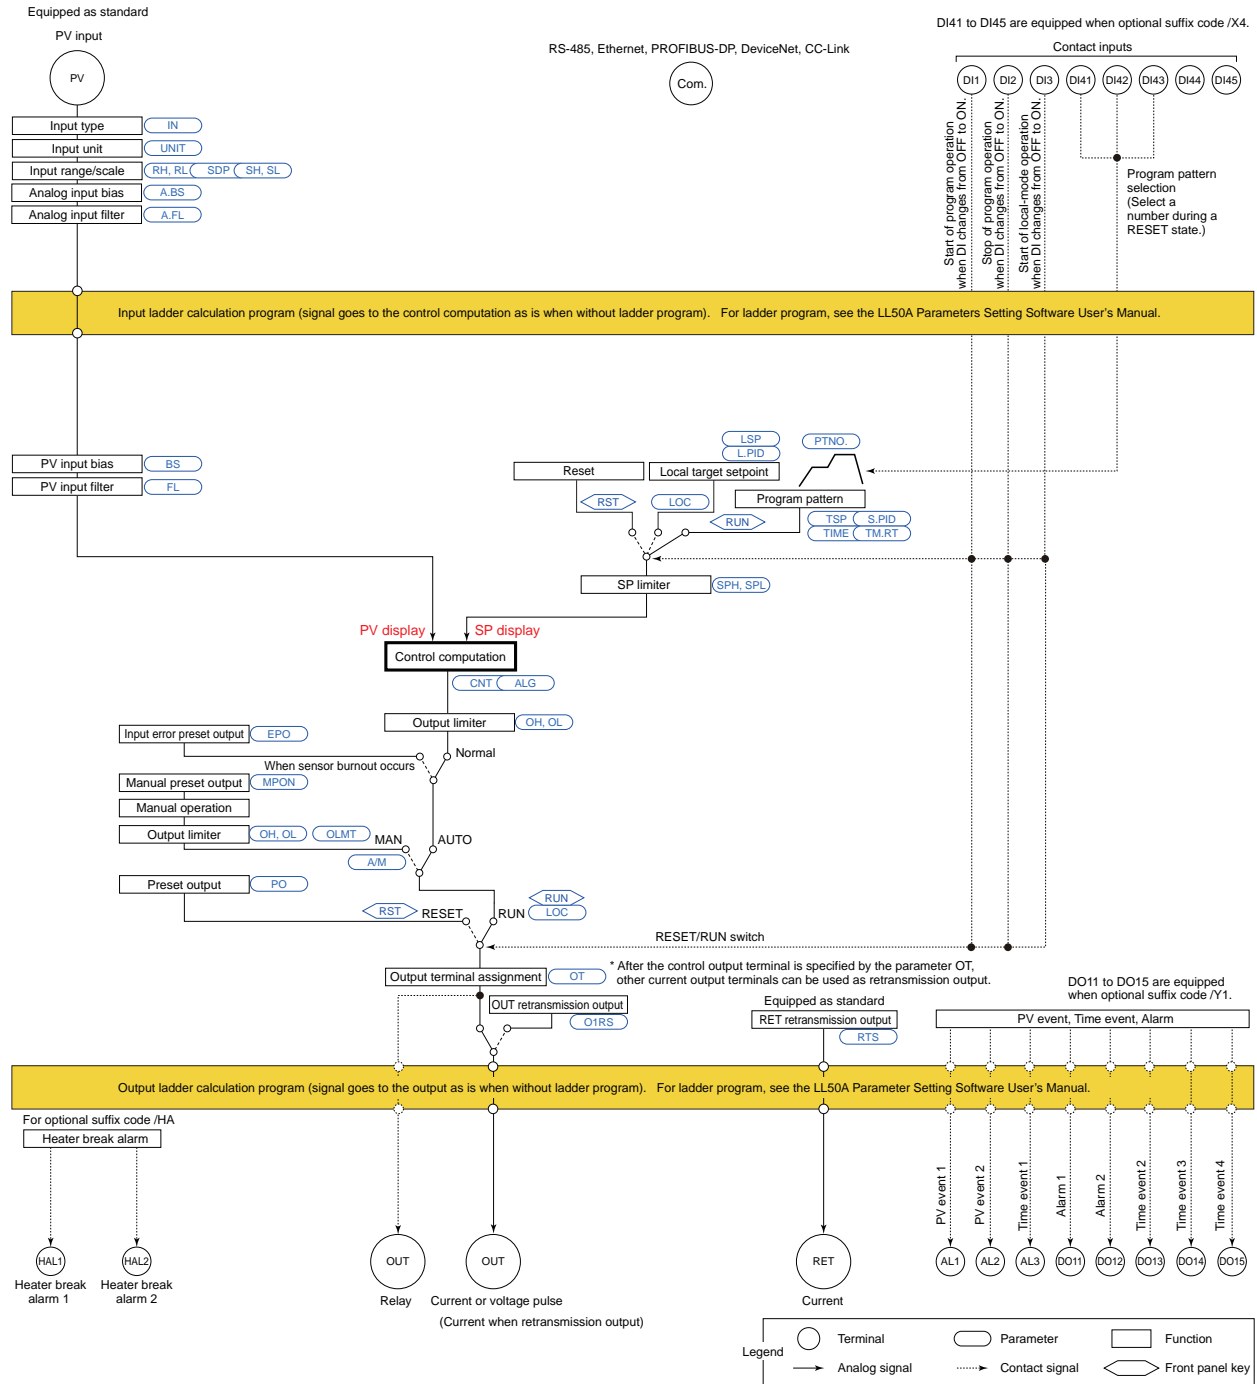 Equipped as standard
PV input
PV
Input type
IN
Input unit
UNIT
Input range/scale
RH, RL
SDP
SH, SL
Analog input bias
A.BS
Analog input filter
A.FL
RS-485, Ethernet, PROFIBUS-DP, DeviceNet, CC-Link
Com.
DI41 to DI45 are equipped when optional suffix code /X4.
Contact inputs
DI1
DI2
DI3
DI41
DI42
DI43
DI44
DI45
Start of program operation
when DI changes from OFF to ON.
Stop of program operation
when DI changes from OFF to ON.
Start of local-mode operation
when DI changes from OFF to ON.
Program pattern
selection
(Select a
number during a
RESET state.)
Input ladder calculation program (signal goes to the control computation as is when without ladder program). For ladder program, see the LL50A Parameters Setting Software User's Manual.
PV input bias
BS
PV input filter
FL
LSP
L.PID
PTNO.
Reset
Local target setpoint
Program pattern
RST
LOC
RUN
TSP
S.PID
TIME
TM.RT
SP limiter
SPH, SPL
PV display
SP display
Control computation
CNT
ALG
Output limiter
OH, OL
Input error preset output
EPO
Normal
When sensor burnout occurs
Manual preset output
MPON
Manual operation
Output limiter
OH, OL
OLMT
MAN
AUTO
A/M
Preset output
PO
RUN
LOC
RST
RESET
RUN
RESET/RUN switch
Output terminal assignment
OT
* After the control output terminal is specified by the parameter OT,
other current output terminals can be used as retransmission output.
OUT retransmission output
O1RS
Equipped as standard
RET retransmission output
RTS
DO11 to DO15 are equipped
when optional suffix code /Y1.
PV event, Time event, Alarm
Output ladder calculation program (signal goes to the output as is when without ladder program). For ladder program, see the LL50A Parameter Setting Software User's Manual.
For optional suffix code /HA
Heater break alarm
PV event 1
PV event 2
Time event 1
Alarm 1
Alarm 2
Time event 2
Time event 3
Time event 4
HAL1
HAL2
OUT
OUT
RET
AL1
AL2
AL3
DO11
DO12
DO13
DO14
DO15
Heater break
alarm 1
Heater break
alarm 2
Relay
Current or voltage pulse
(Current when retransmission output)
Current
Legend
Terminal
Parameter
Function
Analog signal
Contact signal
Front panel key